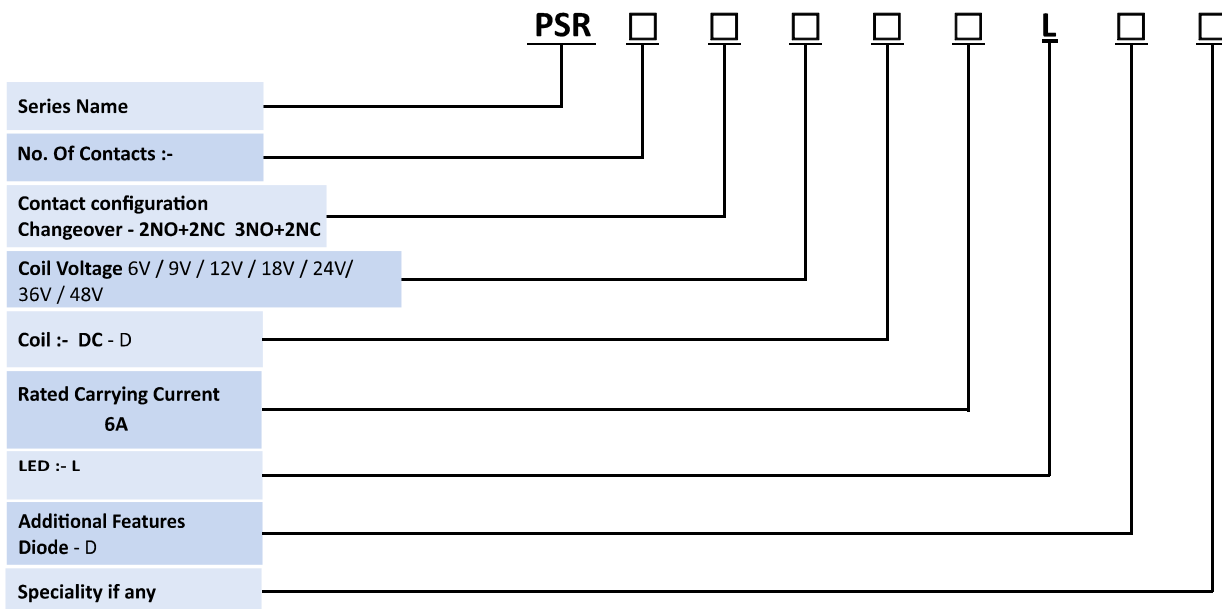 PSR □ □ □ □ □ L □ □
Series Name
No. Of Contacts :-
Contact configuration
Changeover - 2NO+2NC 3NO+2NC
Coil Voltage 6V / 9V / 12V / 18V / 24V/
36V / 48V
Coil :- DC - D
Rated Carrying Current
6A
LED :- L
Additional Features
Diode - D
Speciality if any